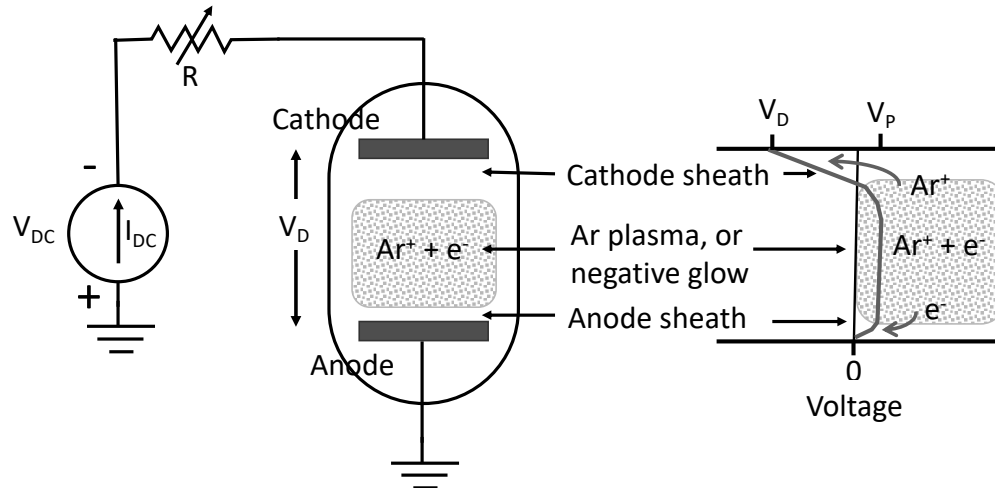 R
-
V_DC
I_DC
+
Cathode
V_D
Ar⁺ + e⁻
Anode
Cathode sheath
Ar plasma, or
negative glow
Anode sheath
V_D
V_P
Ar⁺
Ar⁺ + e⁻
e⁻
0
Voltage